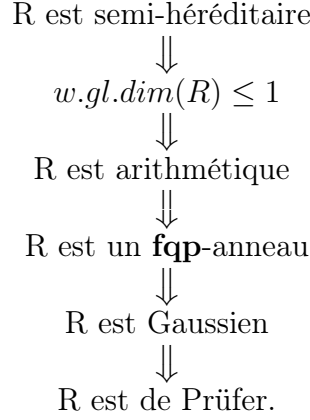 R est semi-héréditaire
⇓
w.gl.dim(R) ≤ 1
⇓
R est arithmétique
⇓
R est un fqp-anneau
⇓
R est Gaussien
⇓
R est de Prüfer.